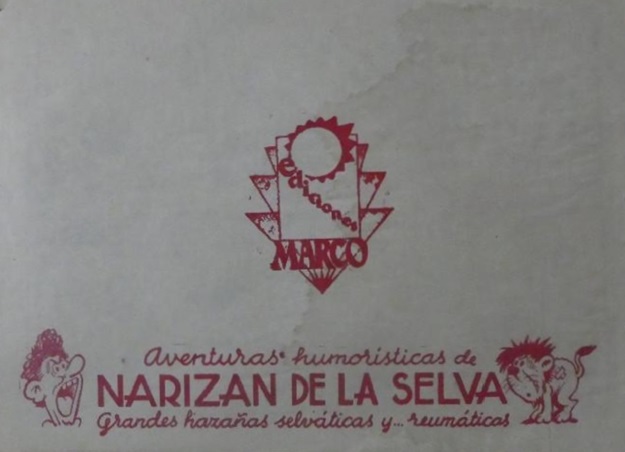 ediciones
MARCO
Aventuras humorísticas de
NARIZAN DE LA SELVA
Grandes hazañas selváticas y... reumáticas